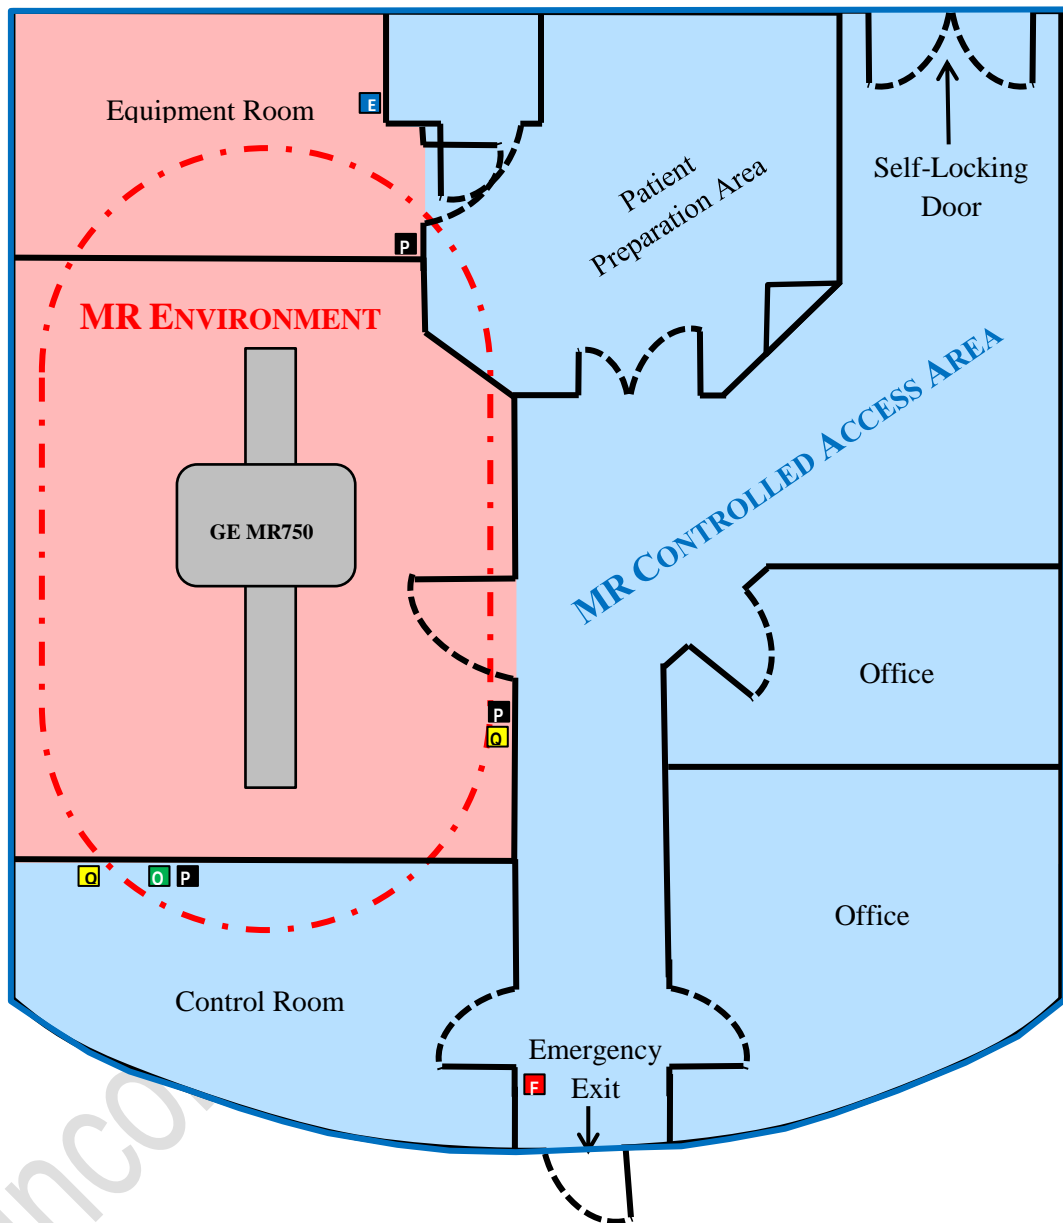 E
Equipment Room
Patient
Preparation Area
Self-Locking
Door
P
MR ENVIRONMENT
MR CONTROLLED ACCESS AREA
GE MR750
Office
P
Q
Q
O
P
Office
Control Room
Emergency
Exit
F